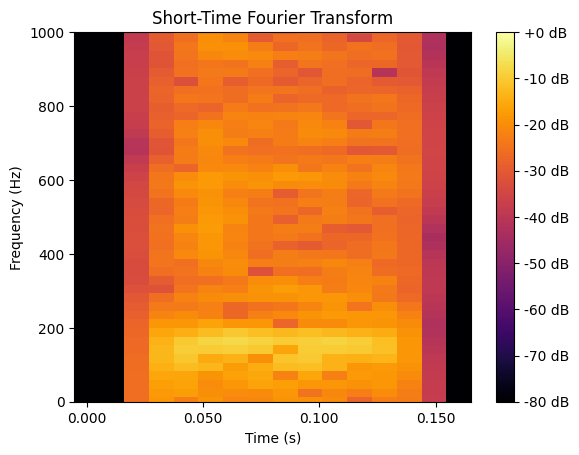 Short-Time Fourier Transform
1000
800
600
400
200
0
Frequency (Hz)
0.000
0.050
0.100
0.150
Time (s)
+0 dB
-10 dB
-20 dB
-30 dB
-40 dB
-50 dB
-60 dB
-70 dB
-80 dB